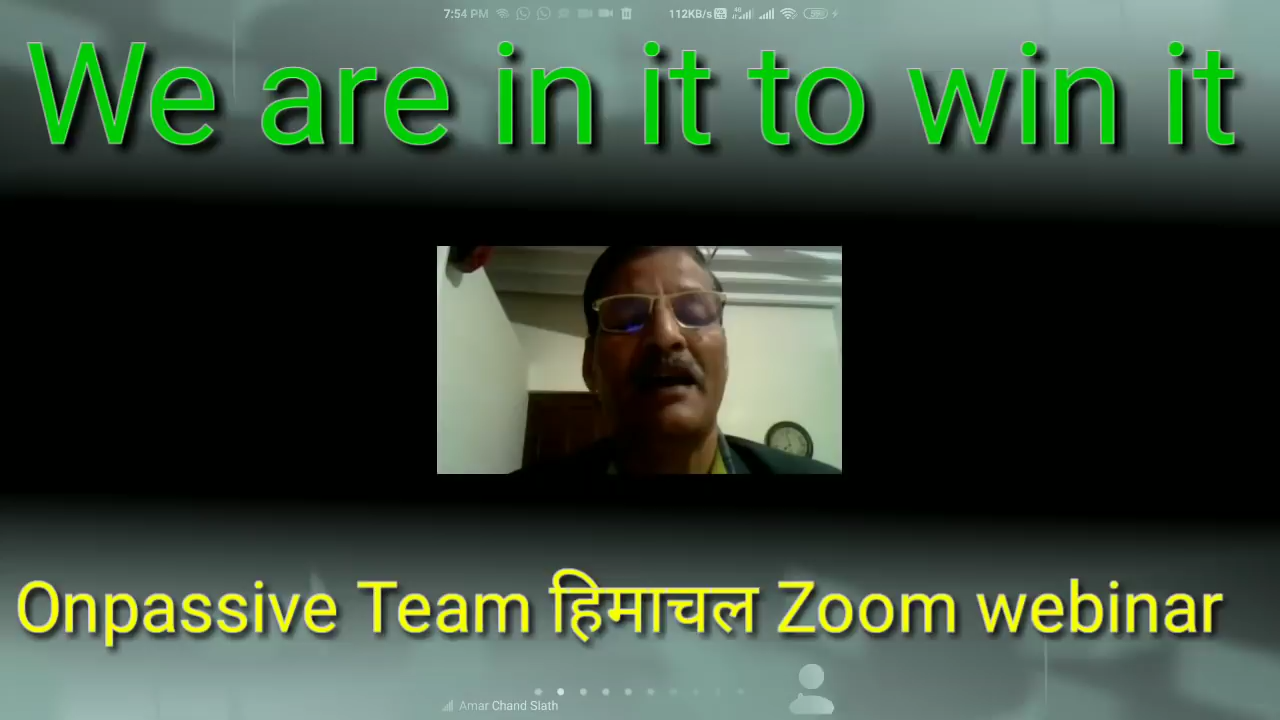 7:54 PM 112KB/s 4G
We are in it to win it
Onpassive Team हिमाचल Zoom webinar
Amar Chand Slath